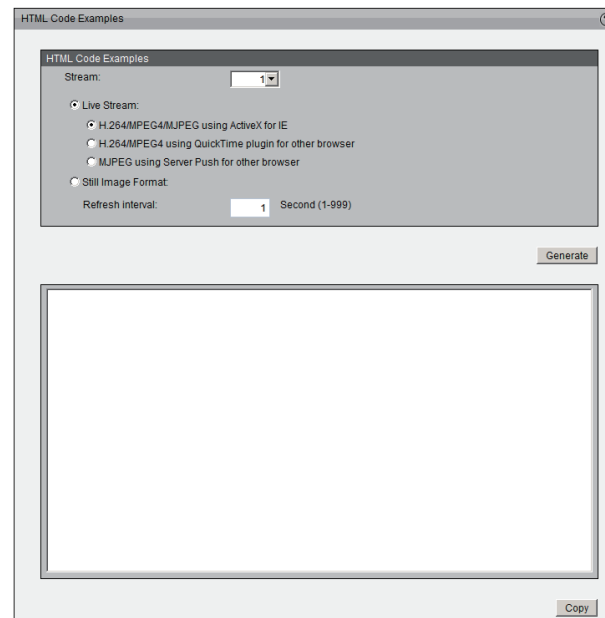 HTML Code Examples
HTML Code Examples
Stream: 1
Live Stream:
H.264/MPEG4/MJPEG using ActiveX for IE
H.264/MPEG4 using QuickTime plugin for other browser
MJPEG using Server Push for other browser
Still Image Format:
Refresh interval: 1 Second (1-999)
Generate
Copy